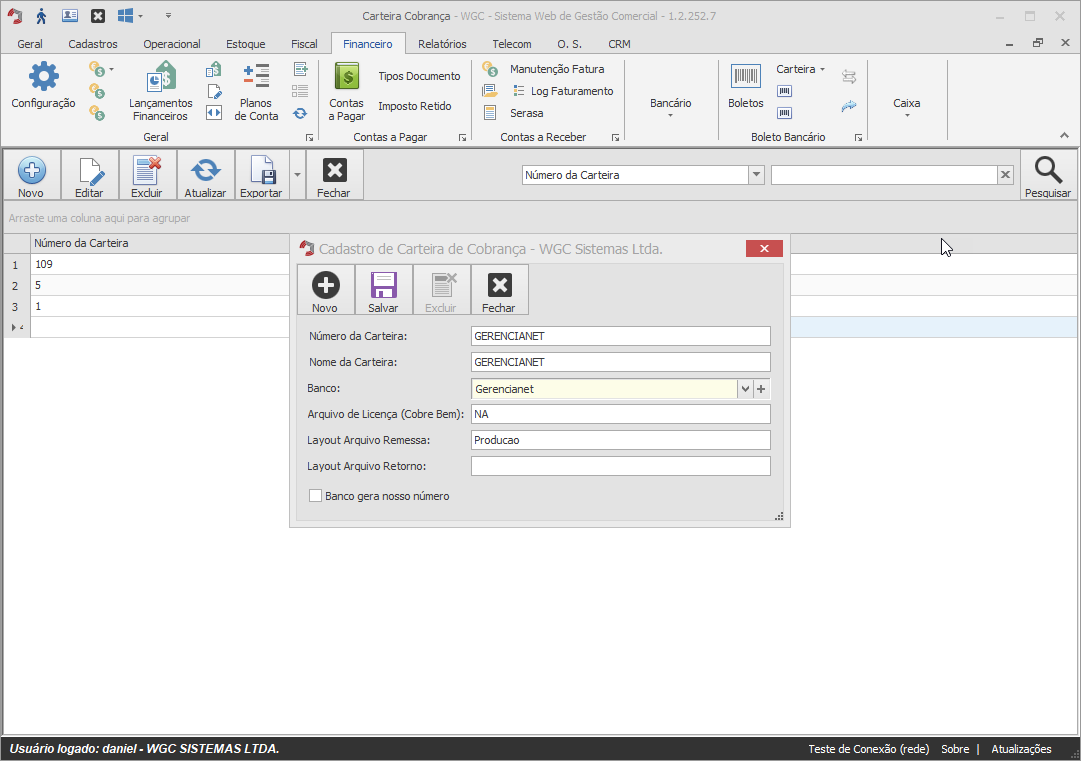 Carteira Cobrança - WGC - Sistema Web de Gestão Comercial - 1.2.252.7
Geral Cadastros Operacional Estoque Fiscal Financeiro Relatórios Telecom O. S. CRM
Configuração
Lançamentos Financeiros
Planos de Conta
Geral
Contas a Pagar
Tipos Documento
Imposto Retido
Contas a Pagar
Manutenção Fatura
Log Faturamento
Serasa
Contas a Receber
Bancário
Boletos
Carteira
Boleto Bancário
Caixa
Novo Editar Excluir Atualizar Exportar Fechar
Número da Carteira
Pesquisar
Arraste uma coluna aqui para agrupar
Número da Carteira
1 109
2 5
3 1
Cadastro de Carteira de Cobrança - WGC Sistemas Ltda.
Novo Salvar Excluir Fechar
Número da Carteira: GERENCIANET
Nome da Carteira: GERENCIANET
Banco: Gerencianet
Arquivo de Licença (Cobre Bem): NA
Layout Arquivo Remessa: Producao
Layout Arquivo Retorno:
Banco gera nosso número
Usuário logado: daniel - WGC SISTEMAS LTDA.
Teste de Conexão (rede) Sobre | Atualizações